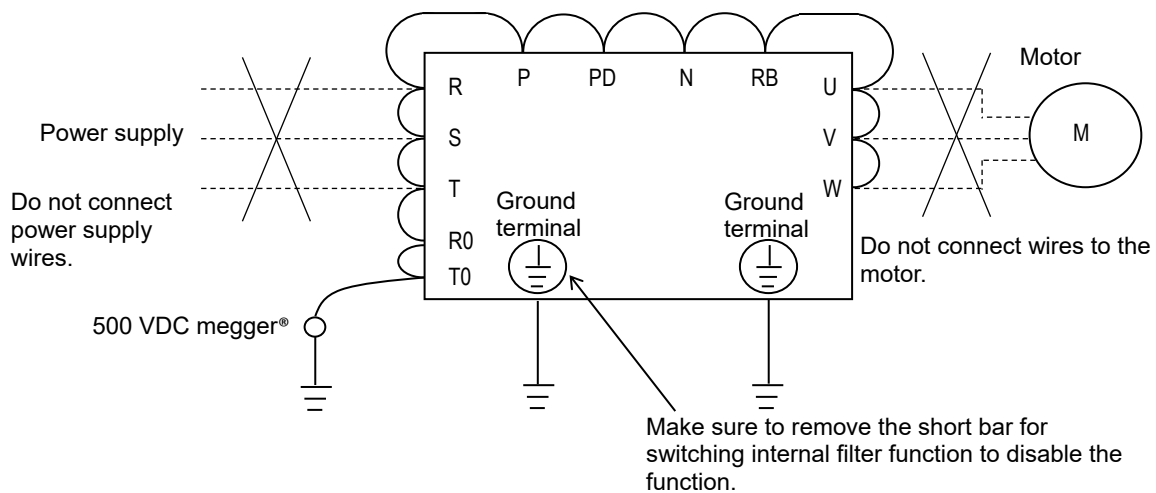 Motor
P PD N RB
R U
Power supply S V M
T W
Do not connect
power supply
wires.
Ground
terminal
Ground
terminal
R0
T0
Do not connect wires to the
motor.
500 VDC megger®
Make sure to remove the short bar for
switching internal filter function to disable the
function.